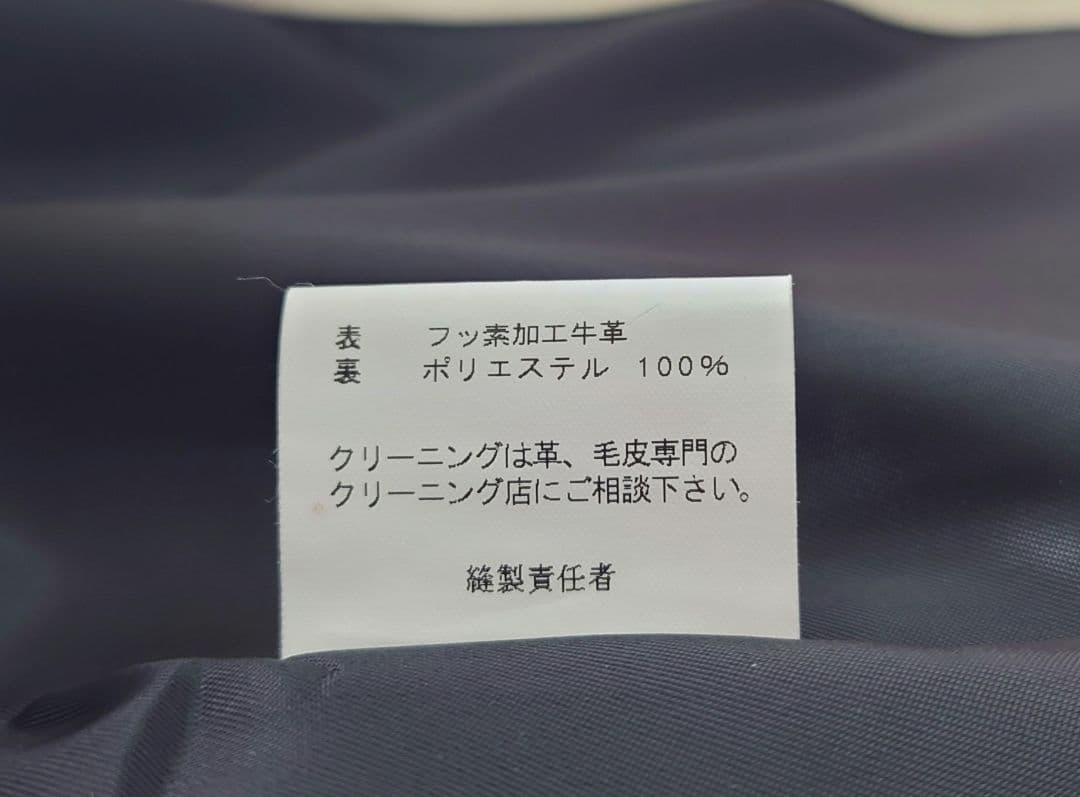 表 フッ素加工牛革
裏 ポリエステル 100%
クリーニングは革、毛皮専門の
クリーニング店にご相談下さい。
縫製責任者